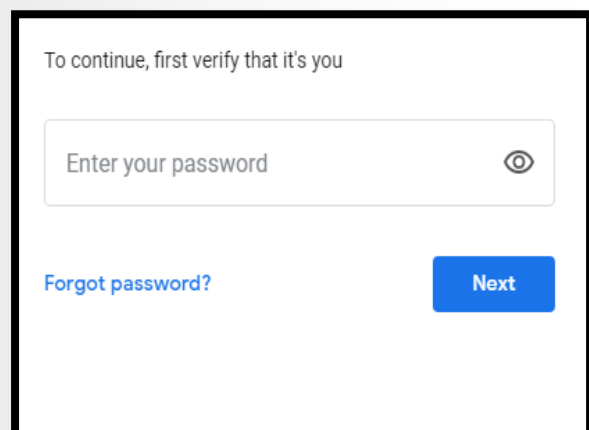 To continue, first verify that it's you
Enter your password
Forgot password?
Next